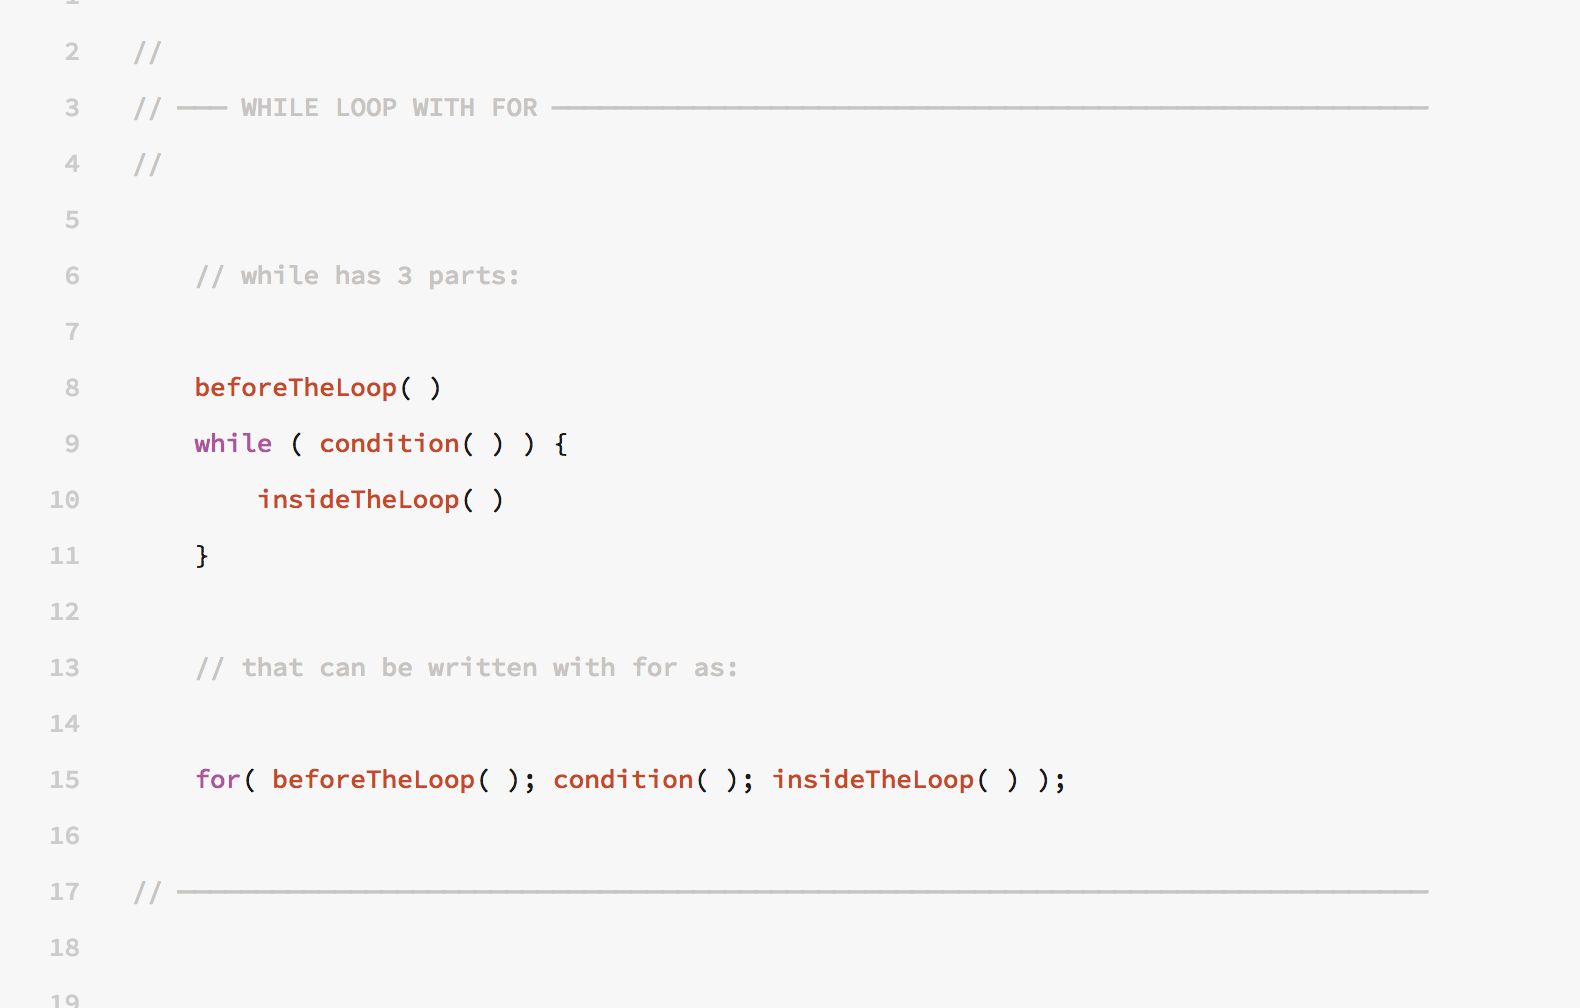 1
2 //
3 // ─── WHILE LOOP WITH FOR ────────────────────────────────────────────────────────
4 //
5
6 // while has 3 parts:
7
8 beforeTheLoop( )
9 while ( condition( ) ) {
10 insideTheLoop( )
11 }
12
13 // that can be written with for as:
14
15 for( beforeTheLoop( ); condition( ); insideTheLoop( ) );
16
17 // ────────────────────────────────────────────────────────────────────────────────
18
19